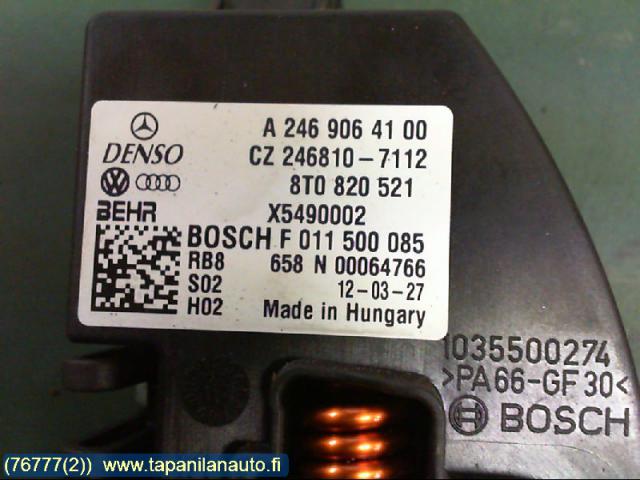 A 246 906 41 00
DENSO CZ 246810-7112
8T0 820 521
BEHR X5490002
BOSCH F 011 500 085
RB8 658 N 00064766
S02 12-03-27
H02 Made in Hungary
1035500274
>PA66-GF30<
BOSCH
(76777(2)) www.tapanilanauto.fi